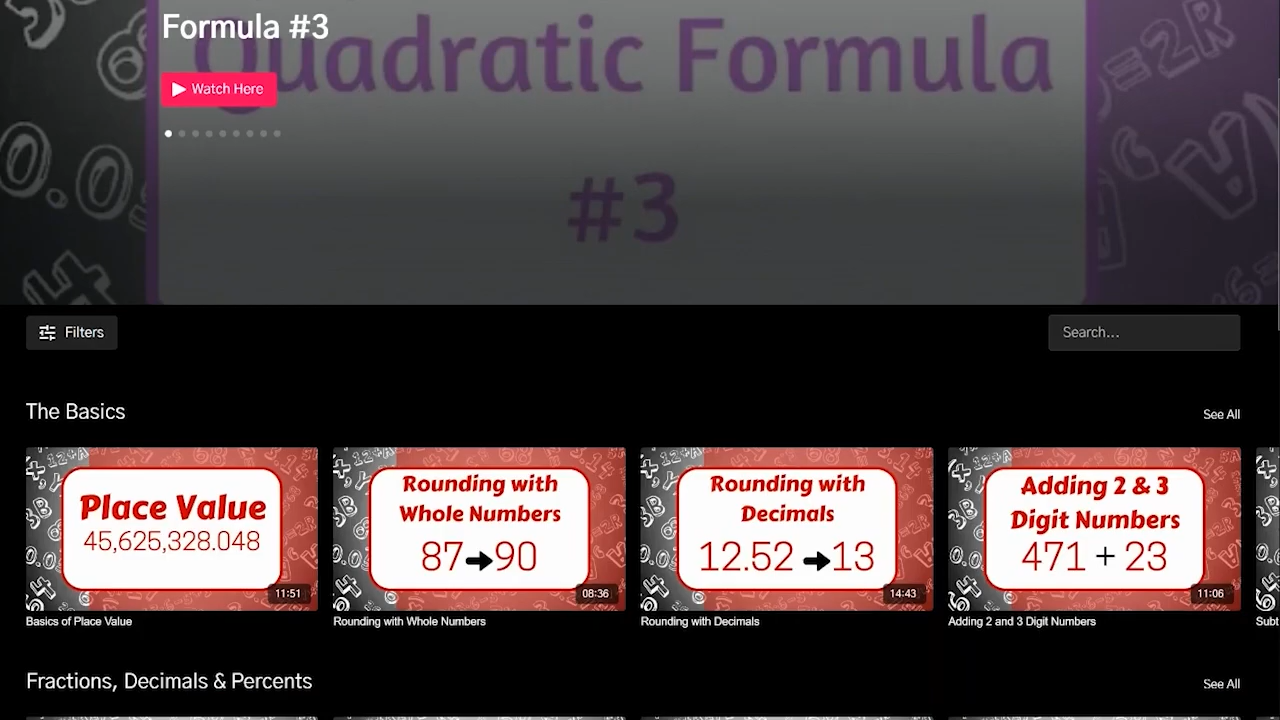 Formula #3
Quadratic Formula
Watch Here
#3
Filters
Search...
The Basics
See All
Place Value
45,625,328.048
11:51
Rounding with
Whole Numbers
87➡90
08:36
Rounding with
Decimals
12.52 ➡13
14:43
Adding 2 & 3
Digit Numbers
471 + 23
11:06
Basics of Place Value
Rounding with Whole Numbers
Rounding with Decimals
Adding 2 and 3 Digit Numbers
Subt
Fractions, Decimals & Percents
See All